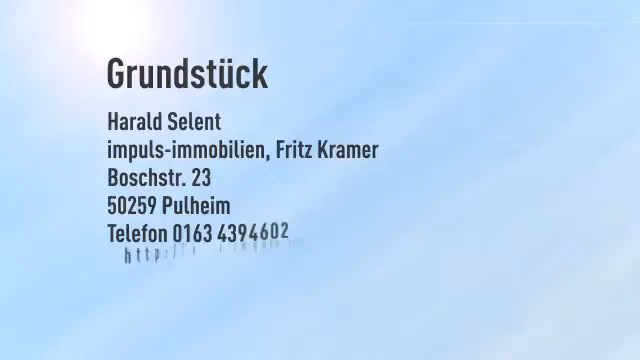 Grundstück
Harald Selent
impuls-immobilien, Fritz Kramer
Boschstr. 23
50259 Pulheim
Telefon 0163 4394602